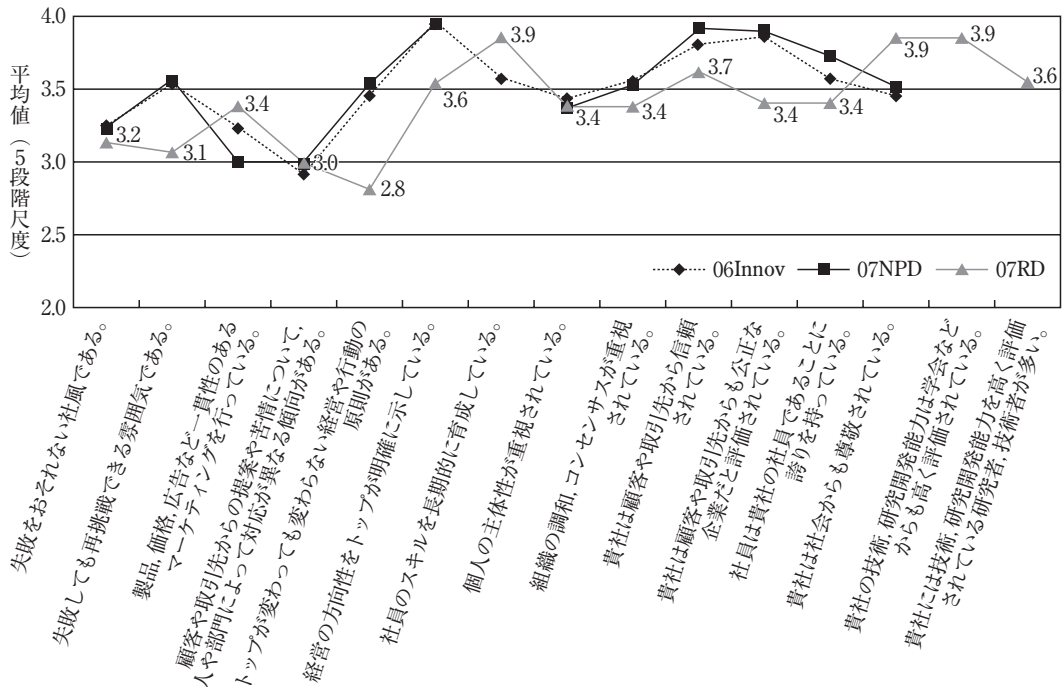 4.0
3.5
3.0
2.5
2.0
平均値（5段階尺度）
3.2
3.1
3.4
3.0
2.8
3.6
3.9
3.4
3.4
3.7
3.4
3.4
3.9
3.9
3.6
06Innov
07NPD
07RD
失敗をおそれない社風である。
失敗しても再挑戦できる雰囲気である。
製品，価格，広告など一貫性のある
マーケティングを行っている。
顧客や取引先からの提案や苦情について，
人や部門によって対応が異なる傾向がある。
トップが変わっても変わらない経営や行動の
原則がある。
経営の方向性をトップが明確に示している。
社員のスキルを長期的に育成している。
個人の主体性が重視されている。
組織の調和，コンセンサスが重視
されている。
貴社は顧客や取引先から信頼
されている。
貴社は顧客や取引先からも公正な
企業だと評価されている。
社員は貴社の社員であることに
誇りを持っている。
貴社は社会からも尊敬されている。
貴社の技術，研究開発能力は学会など
からも高く評価されている。
貴社には技術，研究開発能力を高く評価
されている研究者，技術者が多い。